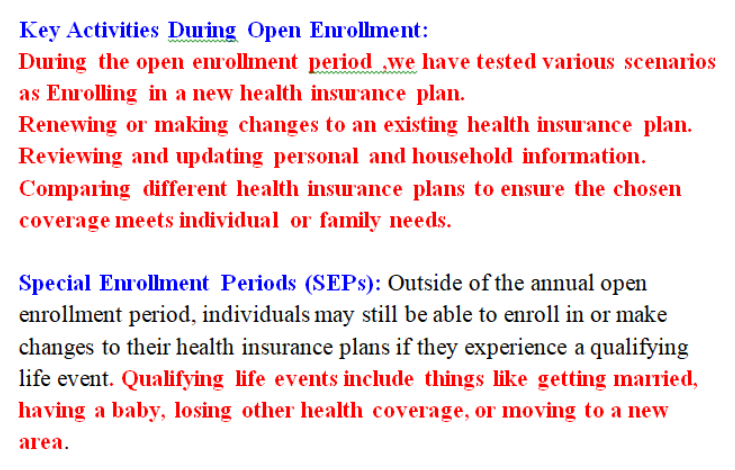 Key Activities During Open Enrollment:
During the open enrollment period ,we have tested various scenarios
as Enrolling in a new health insurance plan.
Renewing or making changes to an existing health insurance plan.
Reviewing and updating personal and household information.
Comparing different health insurance plans to ensure the chosen
coverage meets individual or family needs.
Special Enrollment Periods (SEPs): Outside of the annual open
enrollment period, individuals may still be able to enroll in or make
changes to their health insurance plans if they experience a qualifying
life event. Qualifying life events include things like getting married,
having a baby, losing other health coverage, or moving to a new
area.